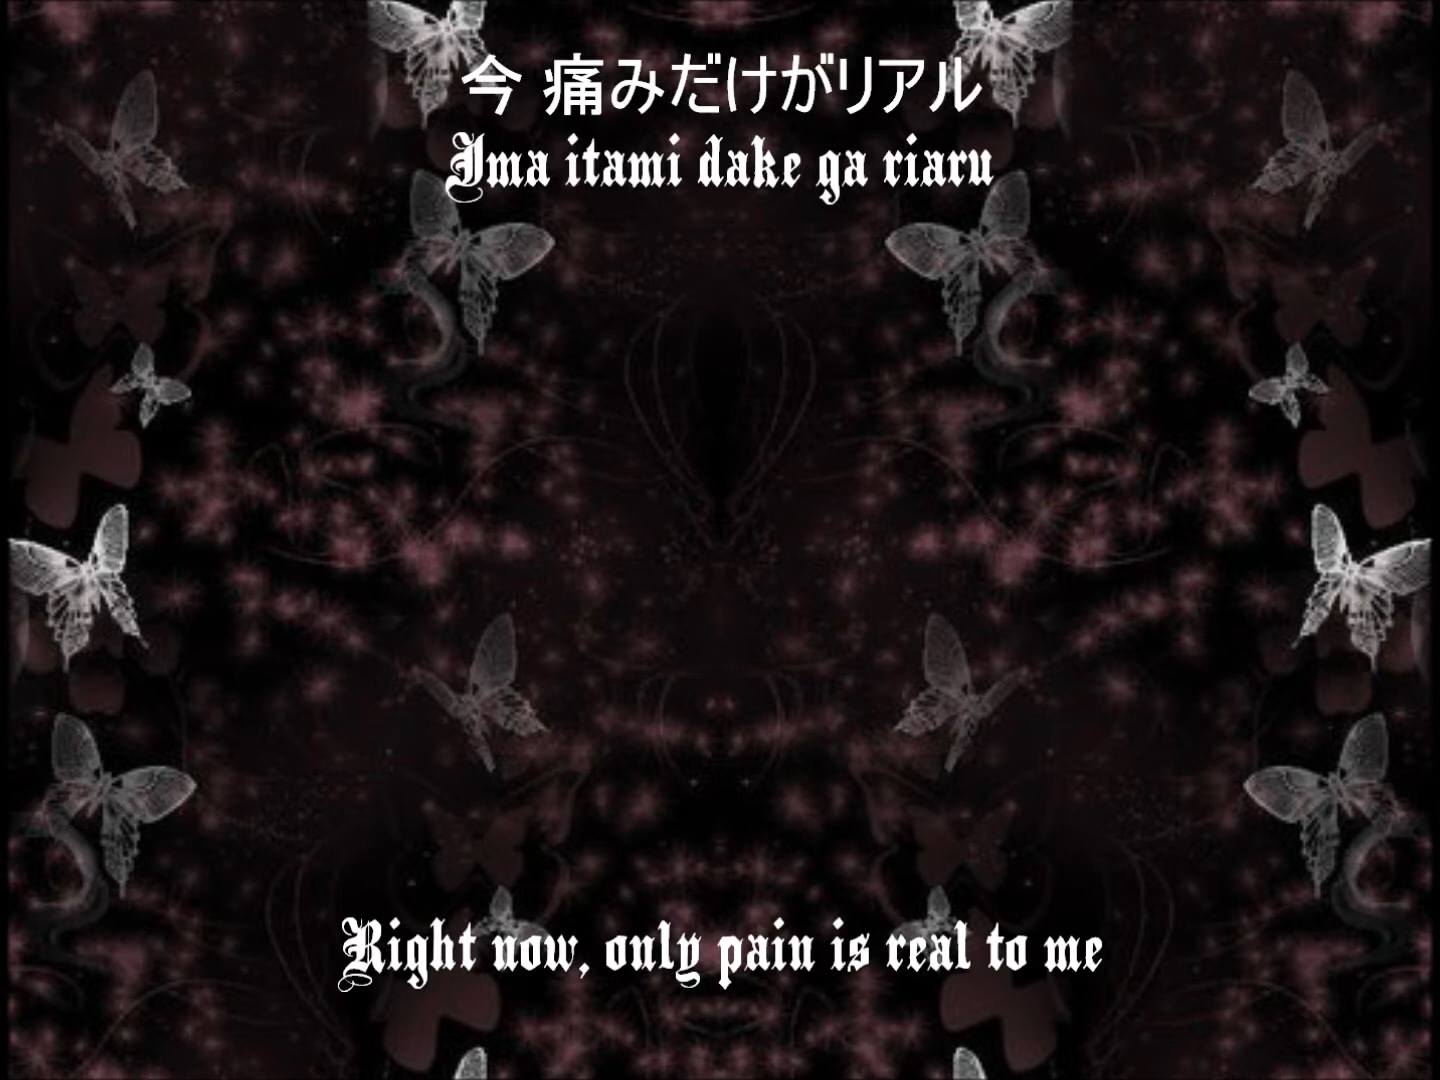 今 痛みだけがリアル
Ima itami dake ga riaru
Right now, only pain is real to me